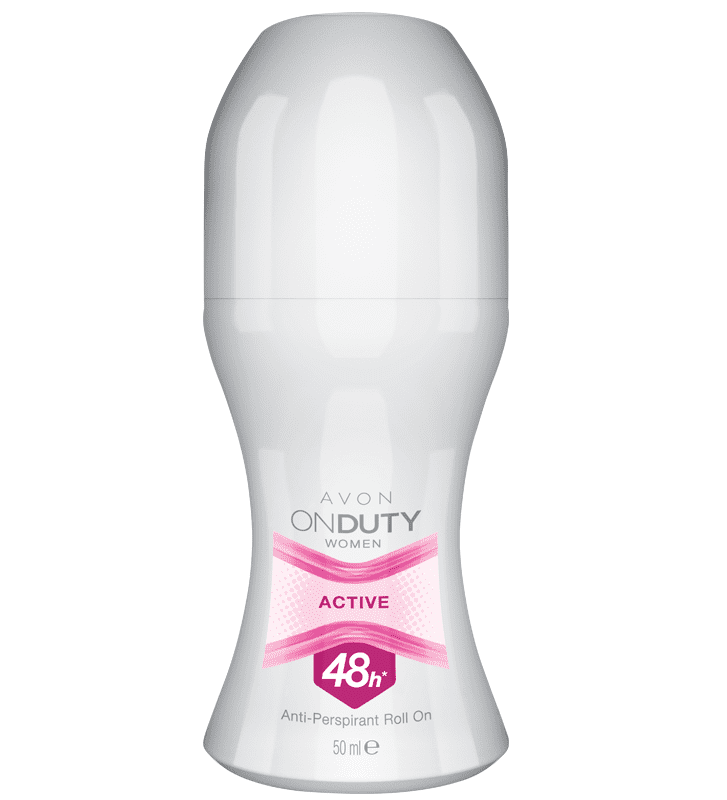 AVON
ONDUTY
WOMEN
ACTIVE
48h*
Anti-Perspirant Roll On
50 ml ℮